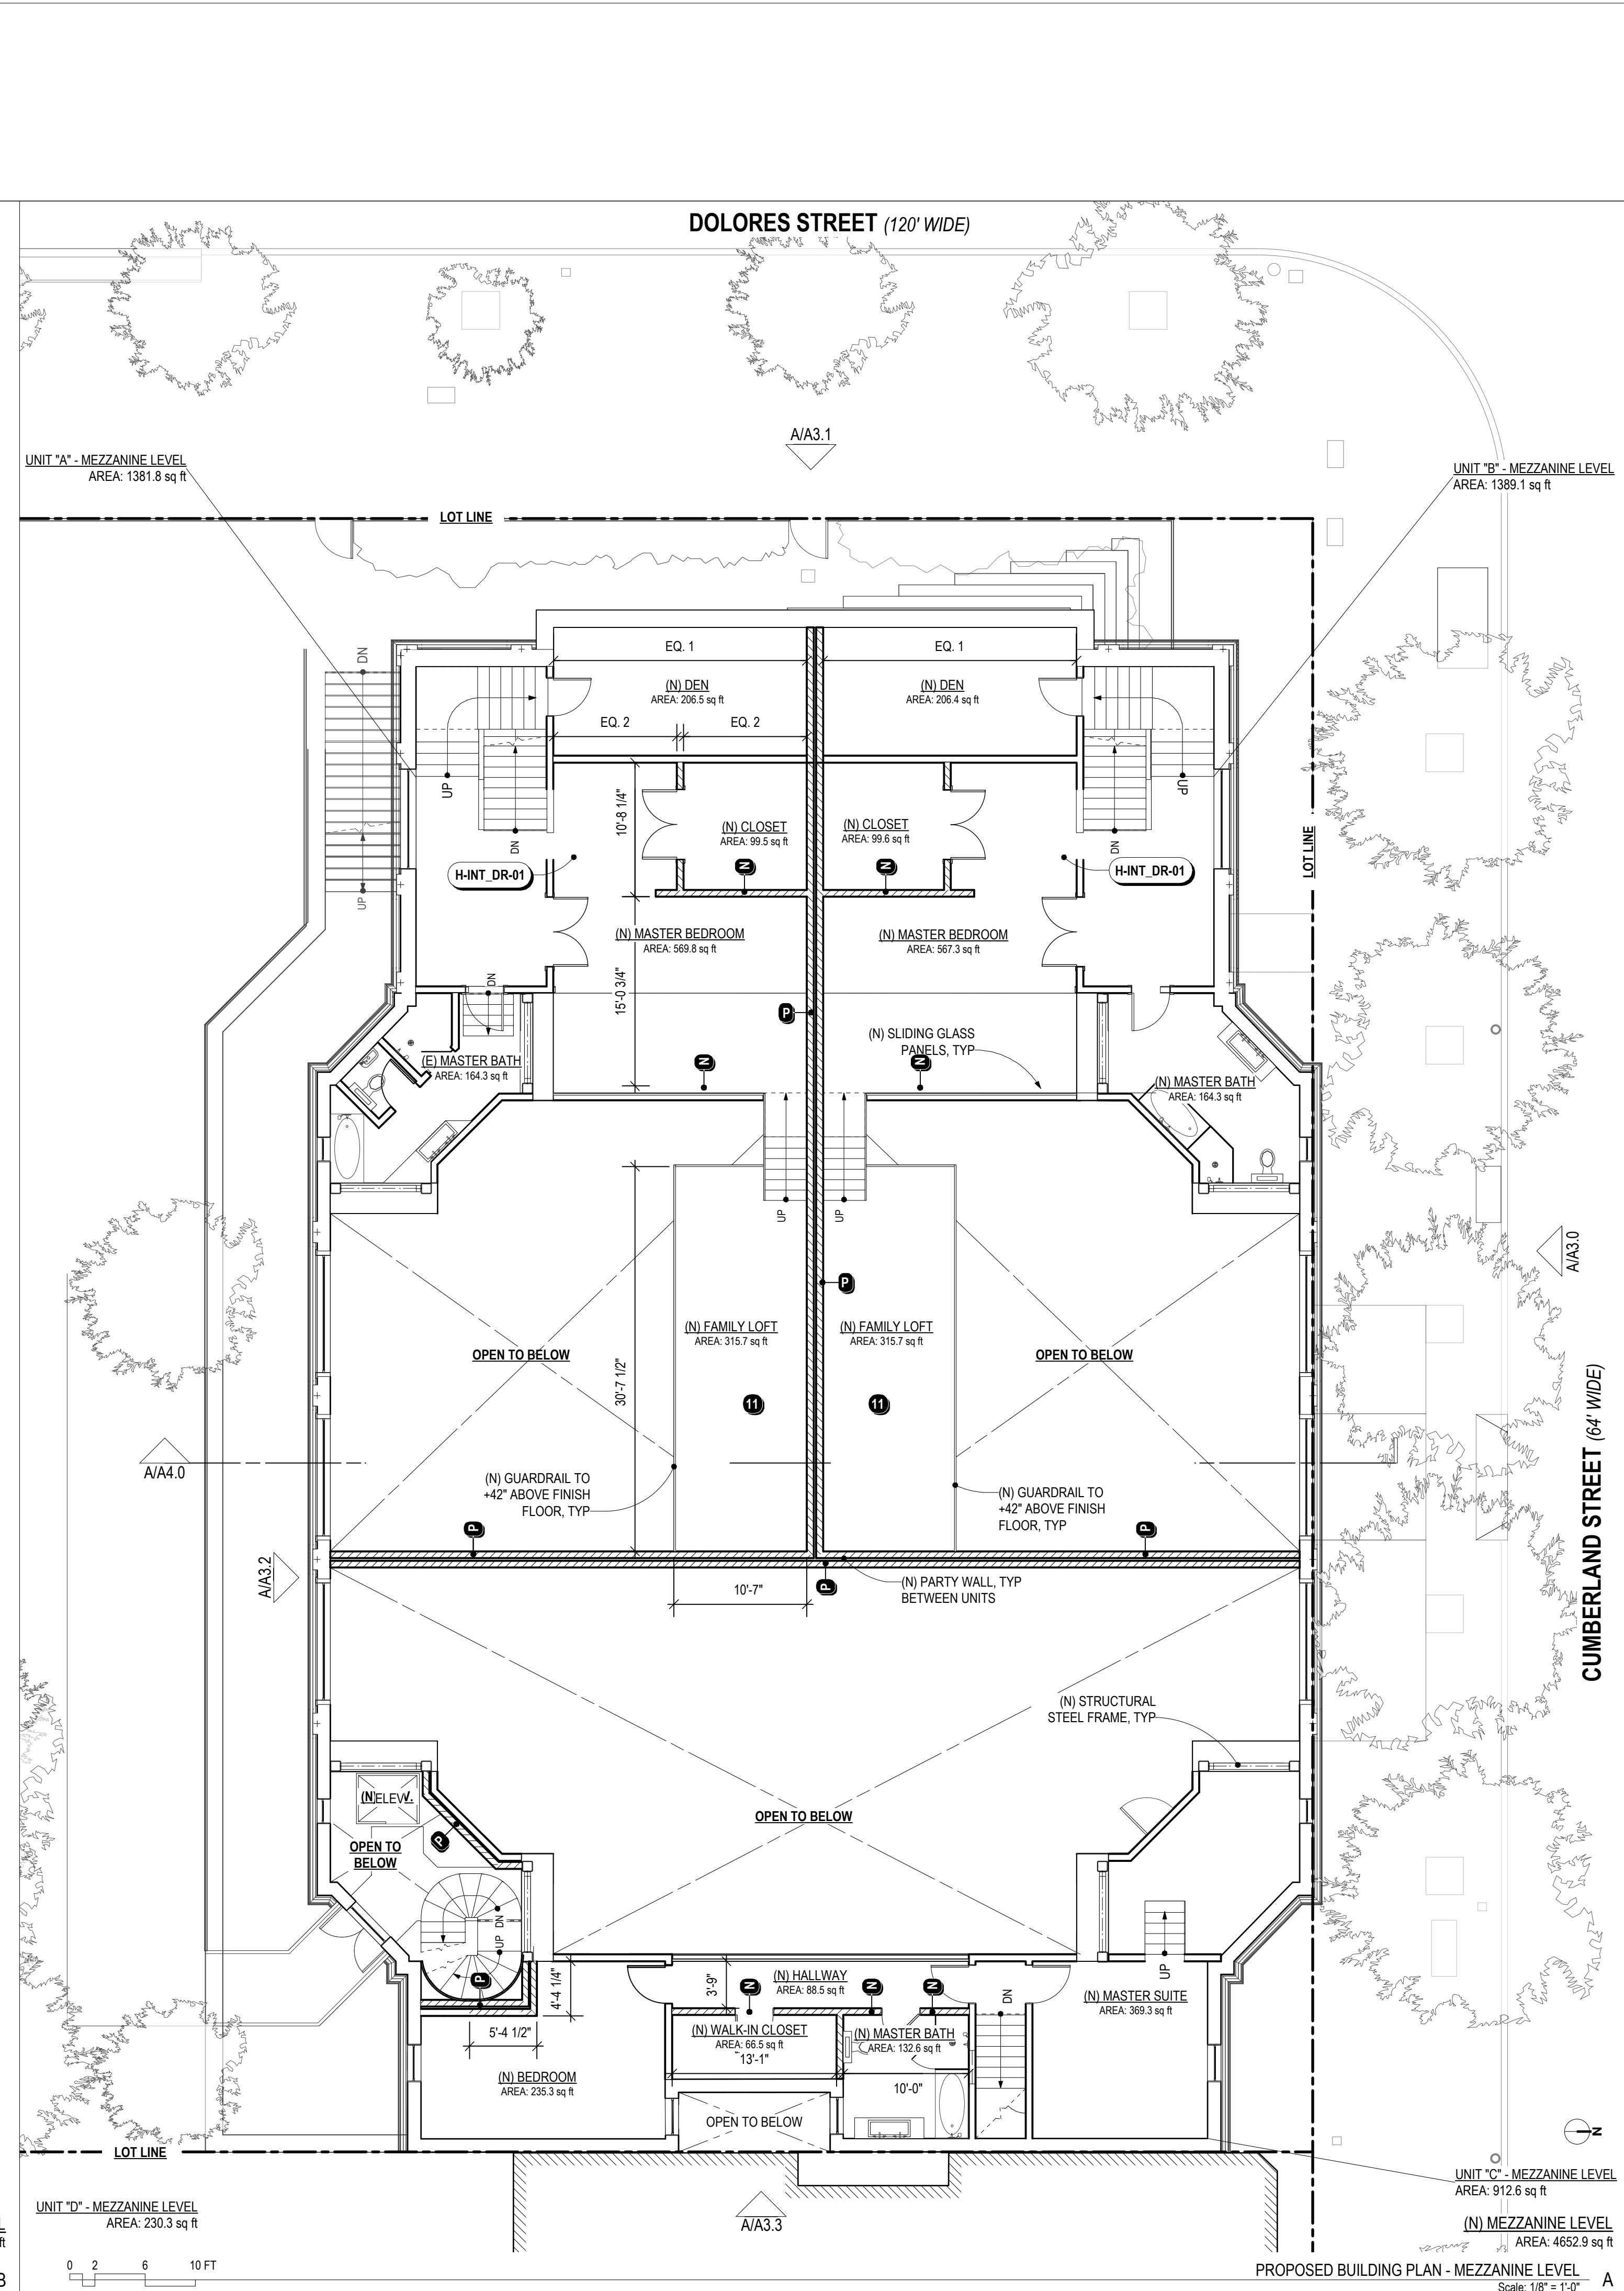 DOLORES STREET (120' WIDE)
A/A3.1
UNIT "A" - MEZZANINE LEVEL
AREA: 1381.8 sq ft
UNIT "B" - MEZZANINE LEVEL
AREA: 1389.1 sq ft
LOT LINE
DN
UP
EQ. 1
EQ. 1
(N) DEN
AREA: 206.5 sq ft
(N) DEN
AREA: 206.4 sq ft
EQ. 2
EQ. 2
UP
DN
UP
DN
10'-8 1/4"
(N) CLOSET
AREA: 99.5 sq ft
(N) CLOSET
AREA: 99.6 sq ft
N
N
LOT LINE
H-INT_DR-01
H-INT_DR-01
(N) MASTER BEDROOM
AREA: 569.8 sq ft
(N) MASTER BEDROOM
AREA: 567.3 sq ft
DN
15'-0 3/4"
P
(N) SLIDING GLASS
PANELS, TYP
N
N
(E) MASTER BATH
AREA: 164.3 sq ft
(N) MASTER BATH
AREA: 164.3 sq ft
UP
UP
A/A3.0
P
(N) FAMILY LOFT
AREA: 315.7 sq ft
(N) FAMILY LOFT
AREA: 315.7 sq ft
OPEN TO BELOW
OPEN TO BELOW
30'-7 1/2"
11
11
CUMBERLAND STREET (64' WIDE)
A/A4.0
(N) GUARDRAIL TO
+42" ABOVE FINISH
FLOOR, TYP
(N) GUARDRAIL TO
+42" ABOVE FINISH
FLOOR, TYP
P
P
A/A3.2
P
10'-7"
(N) PARTY WALL, TYP
BETWEEN UNITS
(N) STRUCTURAL
STEEL FRAME, TYP
(N) ELEV.
OPEN TO BELOW
P
OPEN TO
BELOW
DN
UP
P
4'-4 1/4"
3'-9"
(N) HALLWAY
AREA: 88.5 sq ft
N
N
N
DN
UP
(N) MASTER SUITE
AREA: 369.3 sq ft
5'-4 1/2"
(N) WALK-IN CLOSET
AREA: 66.5 sq ft
13'-1"
(N) MASTER BATH
AREA: 132.6 sq ft
(N) BEDROOM
AREA: 235.3 sq ft
10'-0"
OPEN TO BELOW
N
LOT LINE
UNIT "C" - MEZZANINE LEVEL
AREA: 912.6 sq ft
UNIT "D" - MEZZANINE LEVEL
AREA: 230.3 sq ft
A/A3.3
(N) MEZZANINE LEVEL
AREA: 4652.9 sq ft
ft
0 2 6 10 FT
PROPOSED BUILDING PLAN - MEZZANINE LEVEL A
Scale: 1/8" = 1'-0"